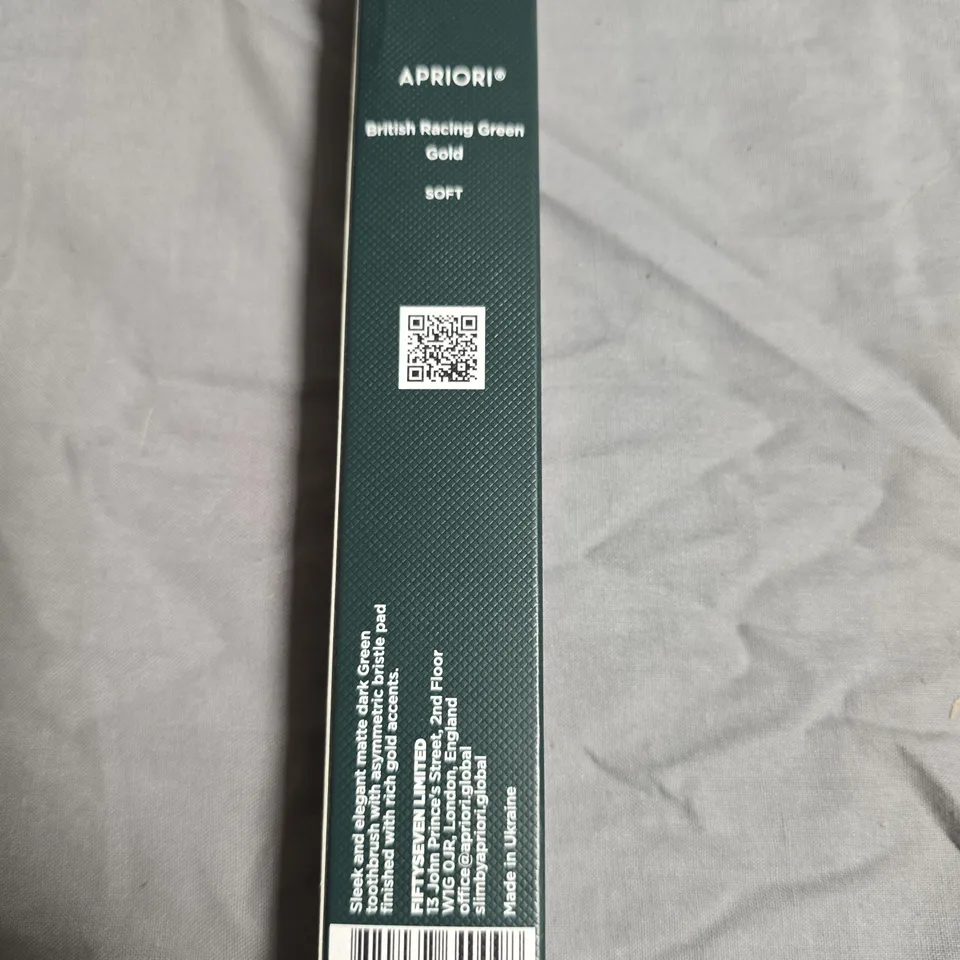 APRIORI®
British Racing Green
Gold
SOFT
Sleek and elegant matte dark Green
toothbrush with asymmetric bristle pad
finished with rich gold accents.
FIFTYSEVEN LIMITED
13 John Prince's Street, 2nd Floor
W1G 0JR, London, England
office@apriori.global
slimbyapriori.global
Made in Ukraine